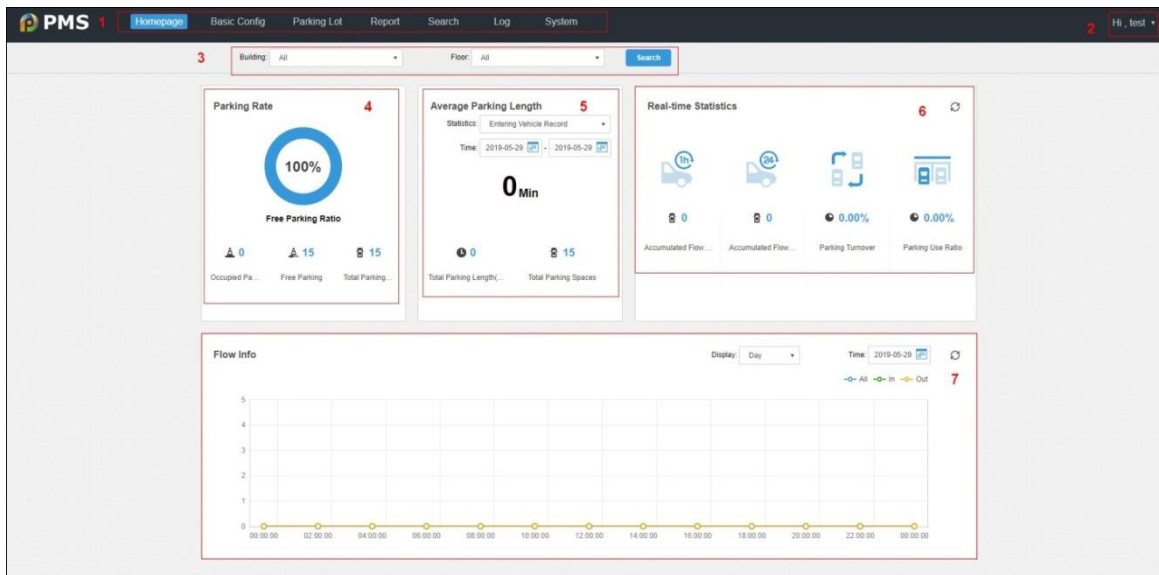 PMS 1 Homepage Basic Config Parking Lot Report Search Log System 2 Hi , test
3 Building: All Floor: All Search
Parking Rate 4
100%
Free Parking Ratio
0 15 15
Occupied Pa... Free Parking Total Parking...
Average Parking Length 5
Statistics: Entering Vehicle Record
Time: 2019-05-29 - 2019-05-29
0 Min
0 15
Total Parking Length(... Total Parking Spaces
Real-time Statistics 6
1h 24
0 0 0.00% 0.00%
Accumulated Flow... Accumulated Flow... Parking Turnover Parking Use Ratio
Flow Info Display: Day Time: 2019-05-29
All In Out 7
5
4
3
2
1
0
00:00:00 02:00:00 04:00:00 06:00:00 08:00:00 10:00:00 12:00:00 14:00:00 16:00:00 18:00:00 20:00:00 22:00:00 00:00:00